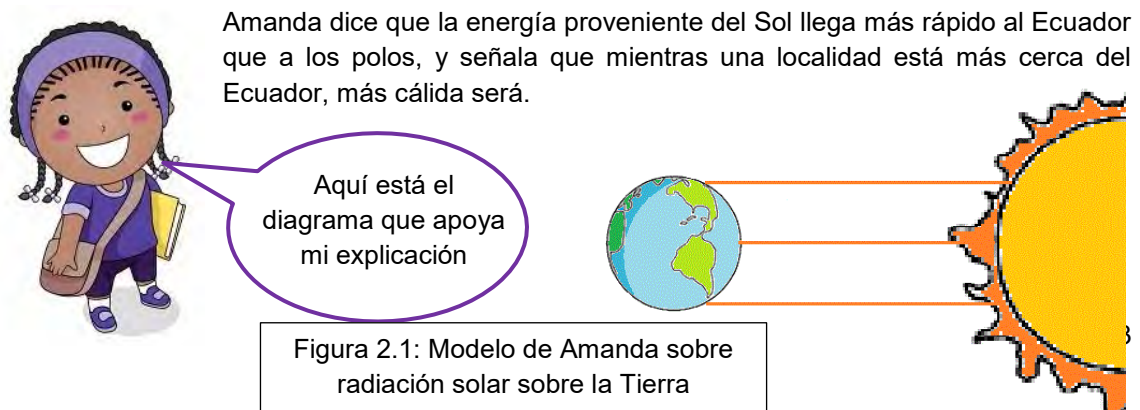 Amanda dice que la energía proveniente del Sol llega más rápido al Ecuador
que a los polos, y señala que mientras una localidad está más cerca del
Ecuador, más cálida será.
Aquí está el
diagrama que apoya
mi explicación
Figura 2.1: Modelo de Amanda sobre
radiación solar sobre la Tierra